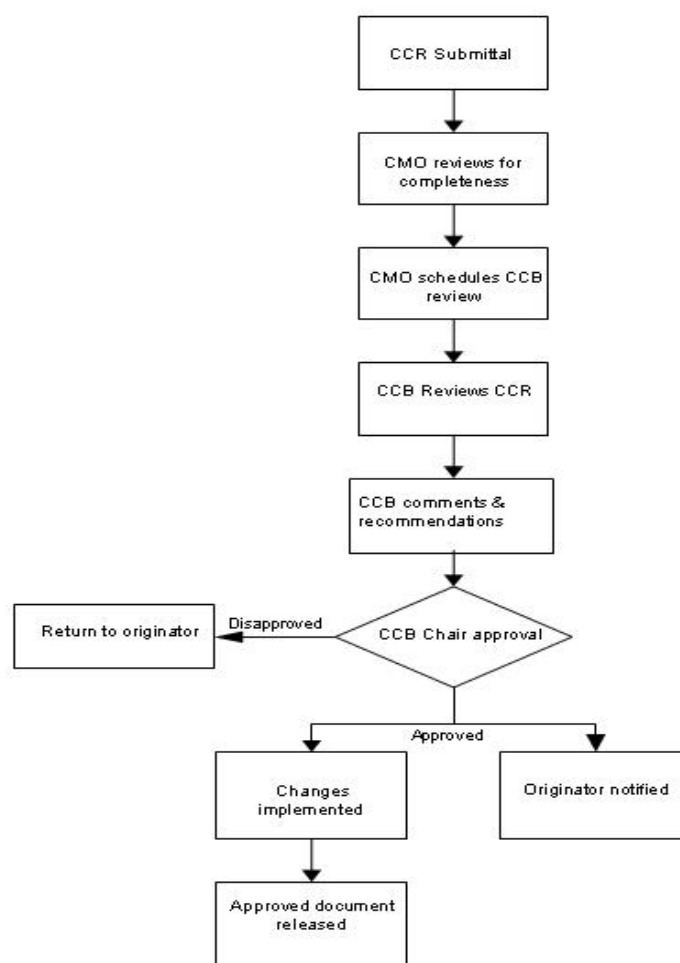 CCR Submittal
CMO reviews for
completeness
CMO schedules CCB
review
CCB Reviews CCR
CCB comments &
recommendations
Return to originator
Disapproved
CCB Chair approval
Approved
Changes
implemented
Originator notified
Approved document
released